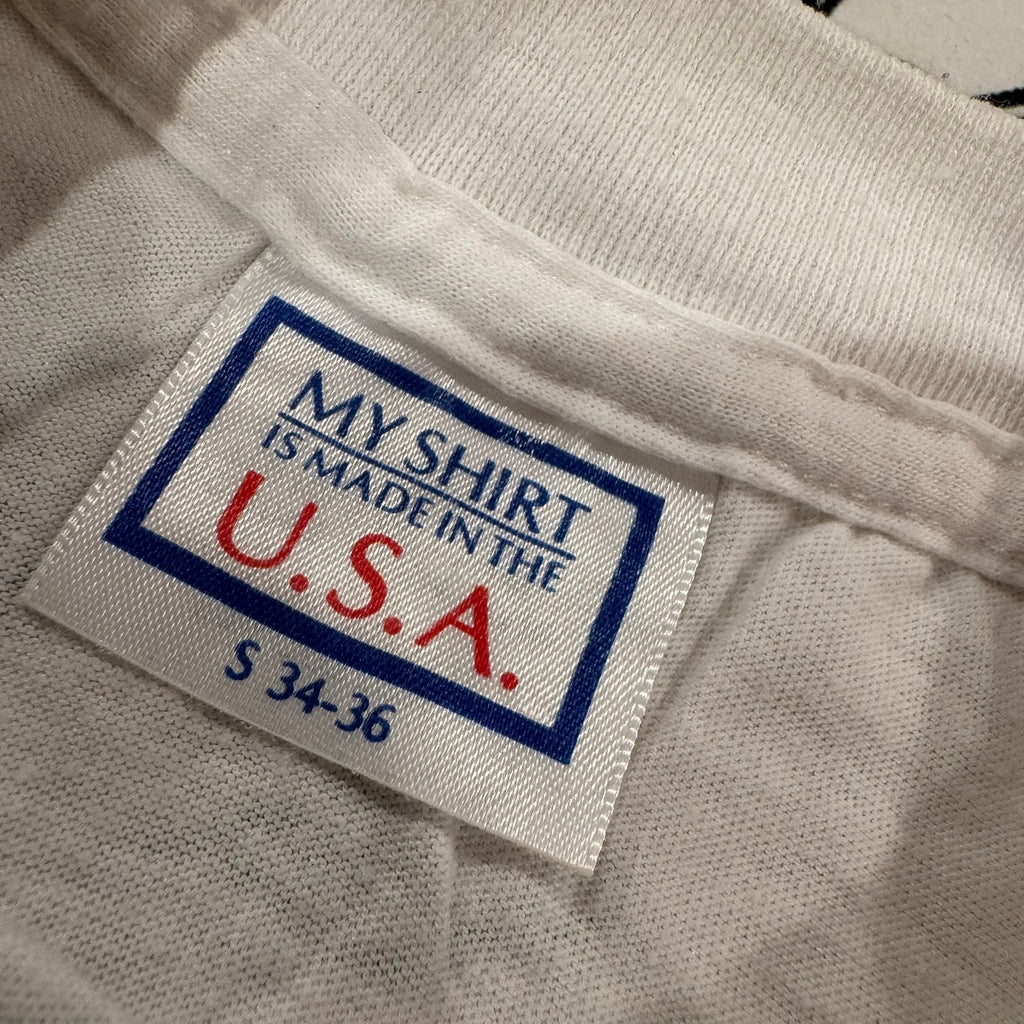 MY SHIRT
IS MADE IN THE
U.S.A.
S 34-36